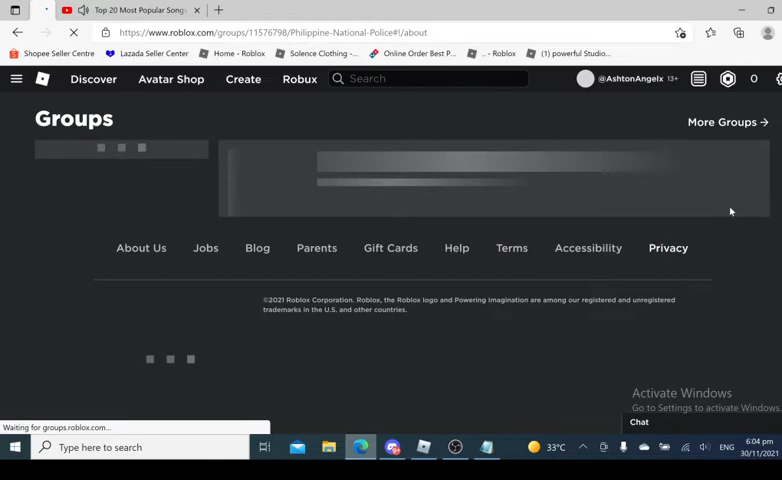 Top 20 Most Popular Song
https://www.roblox.com/groups/11576798/Philippine-National-Police#!/about
Shopee Seller Centre
Lazada Seller Center
Home - Roblox
Solence Clothing -...
Online Order Best P...
.. - Roblox
(1) powerful Studio...
Discover
Avatar Shop
Create
Robux
Search
@AshtonAngelx 13+
0
Groups
More Groups →
About Us
Jobs
Blog
Parents
Gift Cards
Help
Terms
Accessibility
Privacy
©2021 Roblox Corporation. Roblox, the Roblox logo and Powering Imagination are among our registered and unregistered
trademarks in the U.S. and other countries.
Activate Windows
Go to Settings to activate Windows.
Chat
Waiting for groups.roblox.com...
Type here to search
33°C
ENG
6:04 pm
30/11/2021